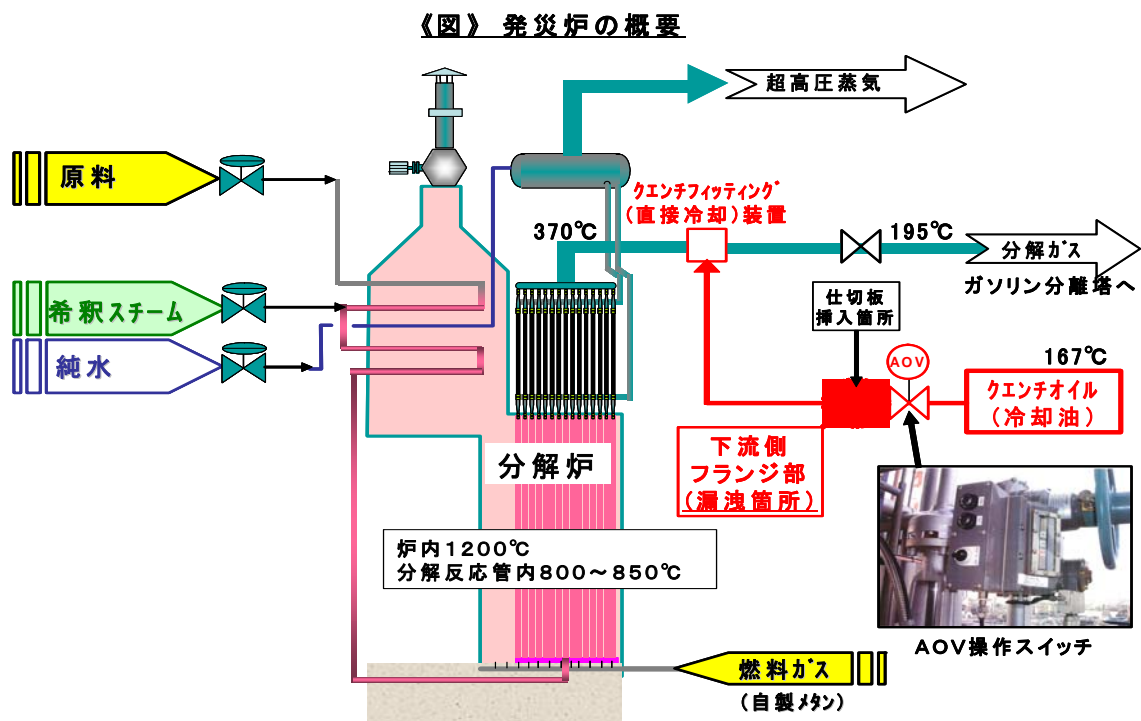 《図》 発災炉の概要
超高圧蒸気
原料
クエンチフィッティング
(直接冷却)装置
370℃
195℃
分解ガス
ガソリン分離塔へ
希釈スチーム
純水
仕切板
挿入箇所
AOV
167℃
クエンチオイル
(冷却油)
下流側
フランジ部
(漏洩箇所)
分解炉
炉内1200℃
分解反応管内800~850℃
AOV操作スイッチ
燃料ガス
(自製メタン)